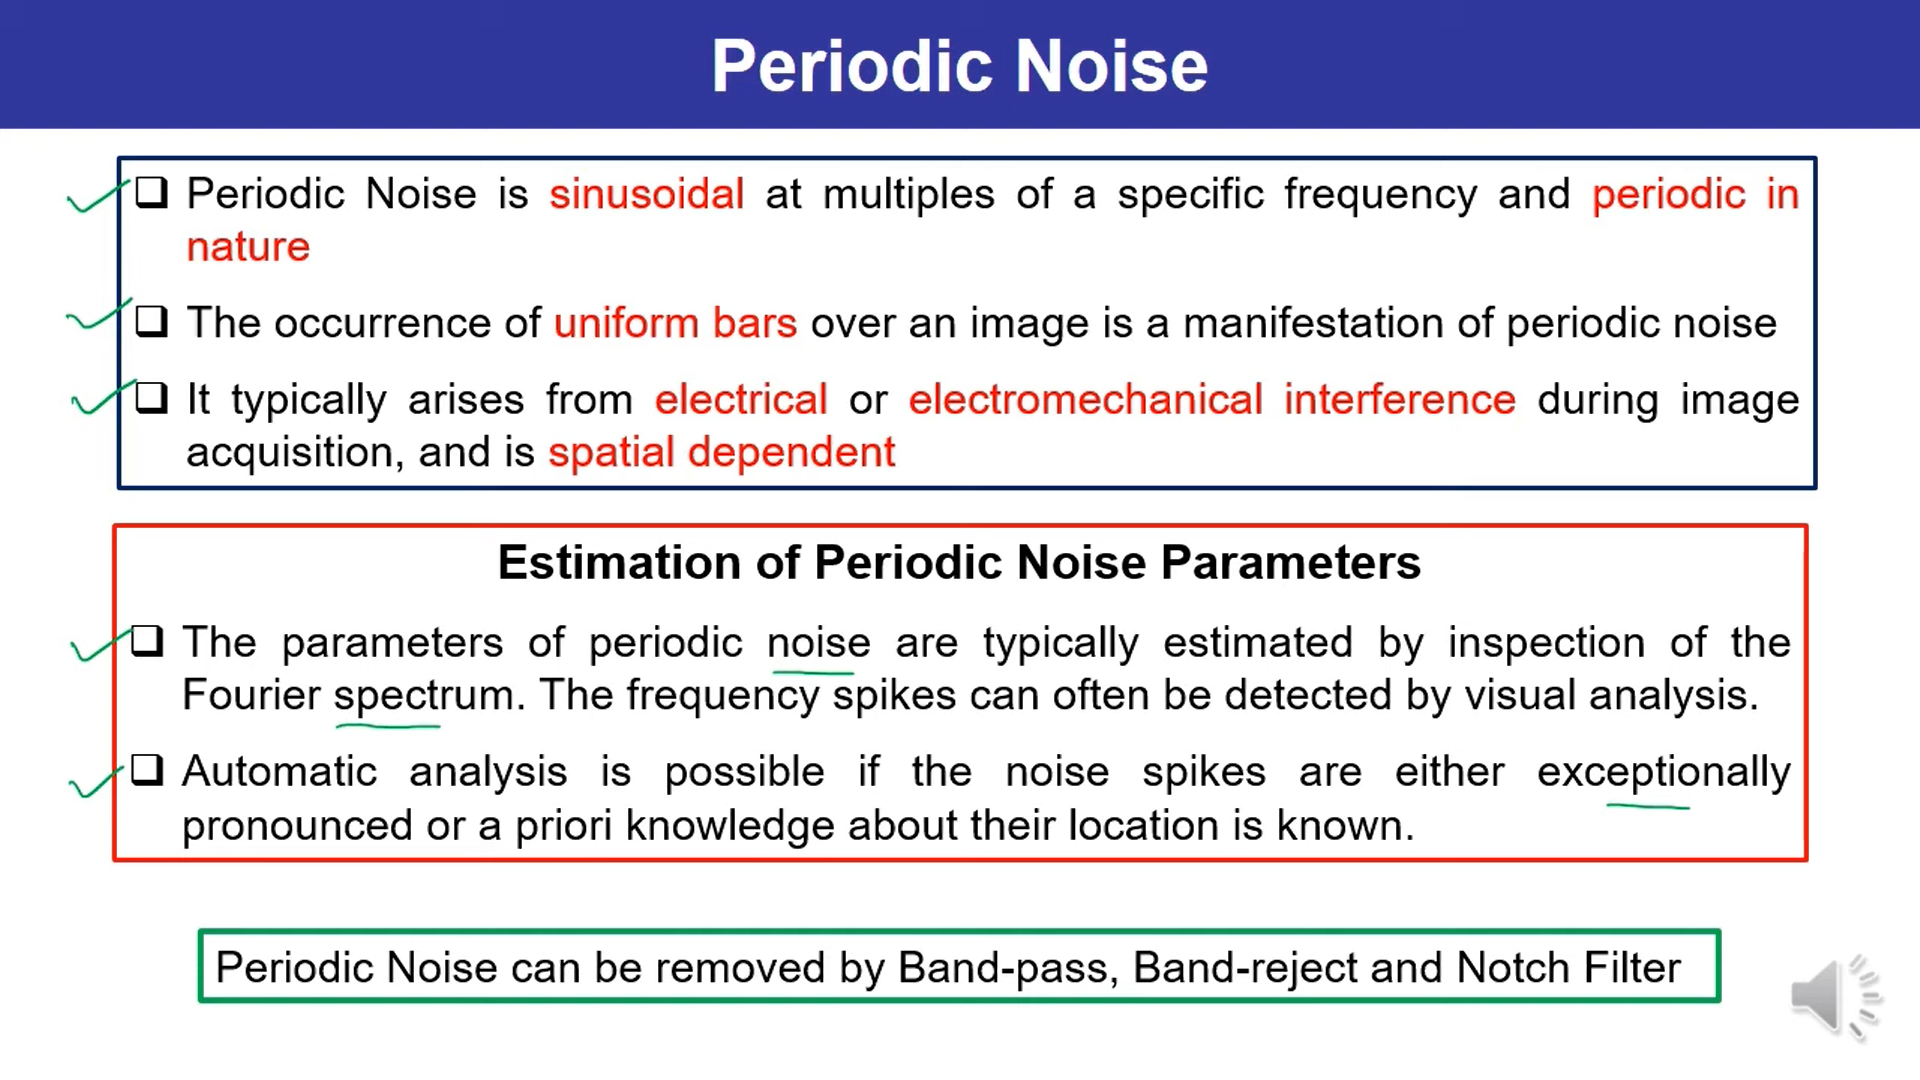 Periodic Noise
Periodic Noise is sinusoidal at multiples of a specific frequency and periodic in
nature
The occurrence of uniform bars over an image is a manifestation of periodic noise
It typically arises from electrical or electromechanical interference during image
acquisition, and is spatial dependent
Estimation of Periodic Noise Parameters
The parameters of periodic noise are typically estimated by inspection of the
Fourier spectrum. The frequency spikes can often be detected by visual analysis.
Automatic analysis is possible if the noise spikes are either exceptionally
pronounced or a priori knowledge about their location is known.
Periodic Noise can be removed by Band-pass, Band-reject and Notch Filter